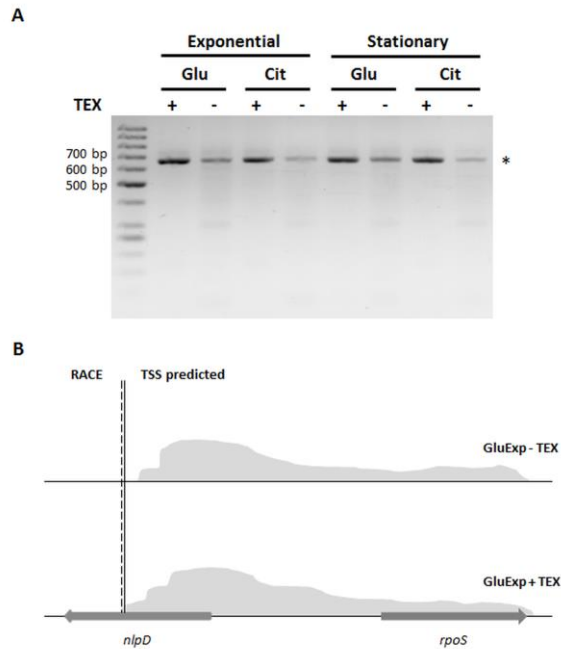 A
Exponential Stationary
Glu Cit Glu Cit
TEX + - + - + - + -
700 bp
600 bp
500 bp
*
B
RACE TSS predicted
GluExp - TEX
GluExp + TEX
nlpD rpoS